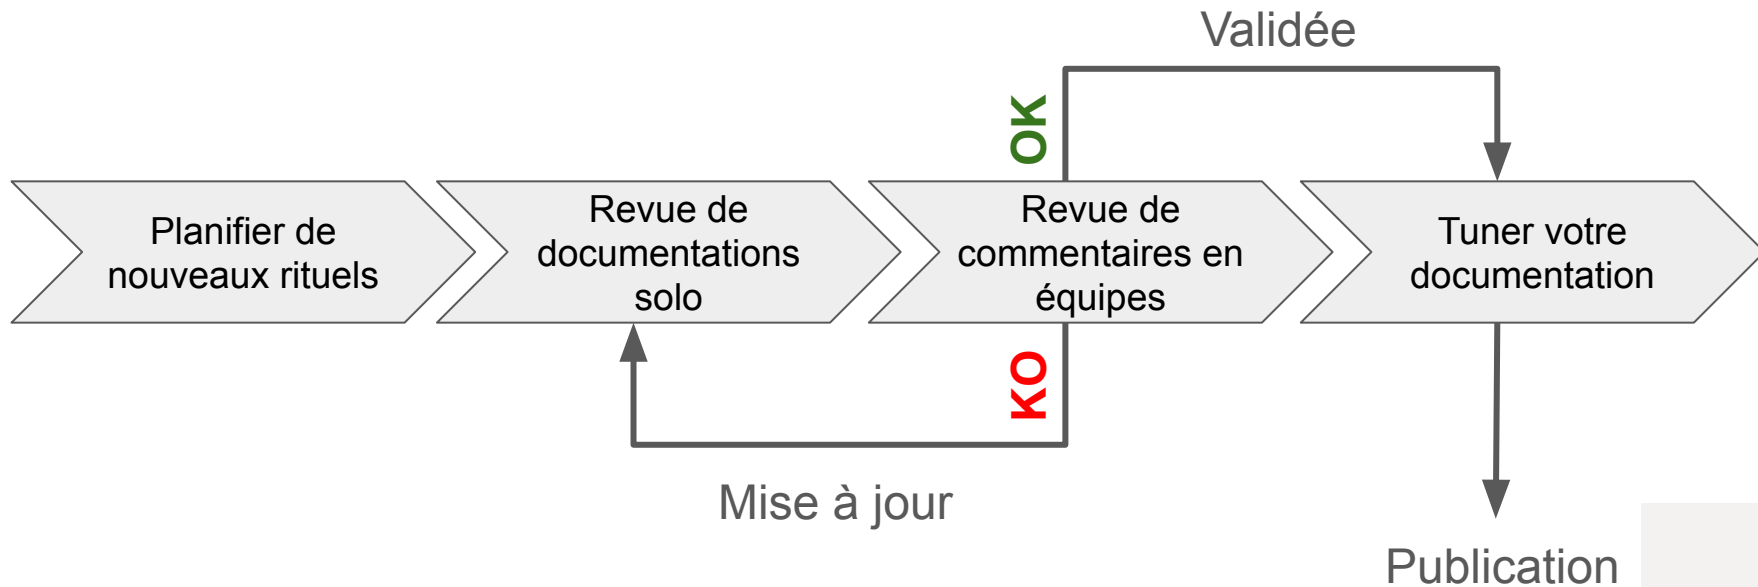 Validée
OK
Planifier de
nouveaux rituels
Revue de
documentations
solo
Revue de
commentaires en
équipes
Tuner votre
documentation
KO
Mise à jour
Publication